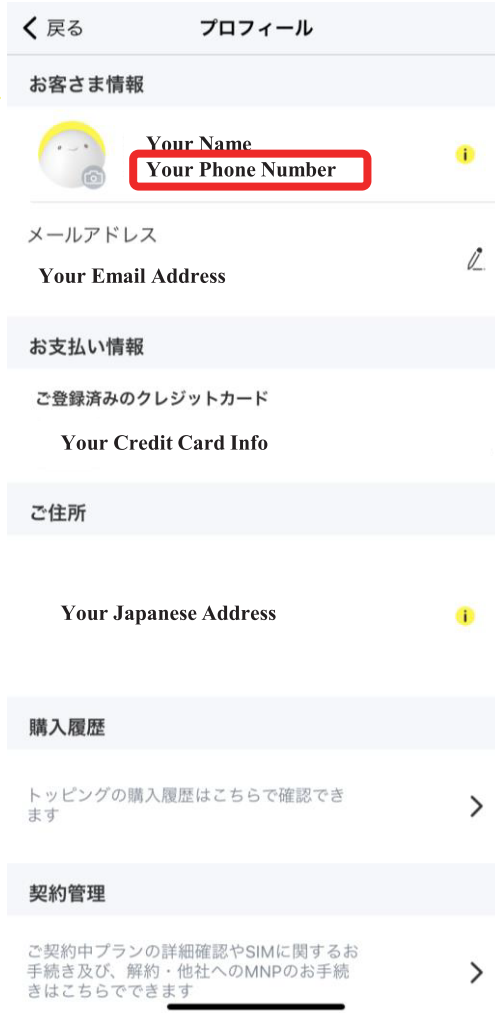 戻る プロフィール
お客さま情報
Your Name
Your Phone Number
メールアドレス
Your Email Address
お支払い情報
ご登録済みのクレジットカード
Your Credit Card Info
ご住所
Your Japanese Address
購入履歴
トッピングの購入履歴はこちらで確認でき
ます
契約管理
ご契約中プランの詳細確認やSIMに関するお
手続き及び、解約・他社へのMNPのお手続
きはこちらでできます